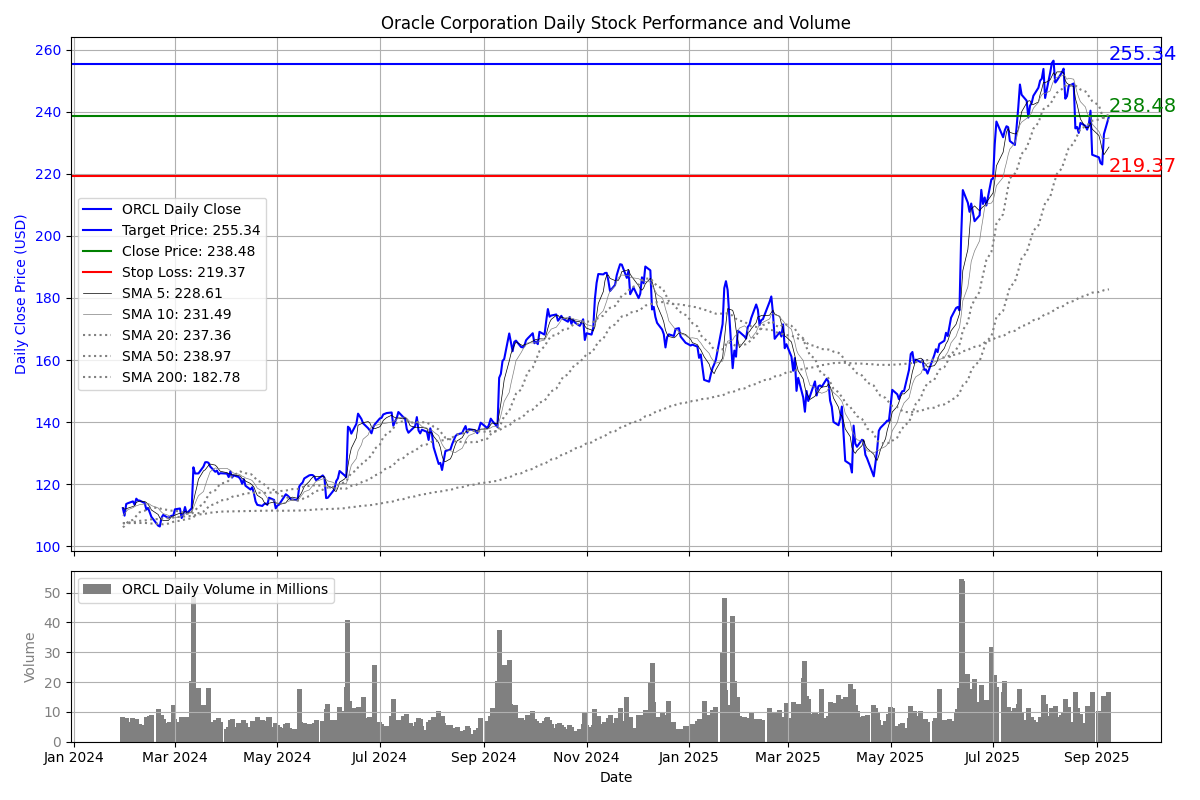 Oracle Corporation Daily Stock Performance and Volume
Daily Close Price (USD)
260
240
220
200
180
160
140
120
100
255.34
238.48
219.37
ORCL Daily Close
Target Price: 255.34
Close Price: 238.48
Stop Loss: 219.37
SMA 5: 228.61
SMA 10: 231.49
SMA 20: 237.36
SMA 50: 238.97
SMA 200: 182.78
Volume
50
40
30
20
10
0
ORCL Daily Volume in Millions
Jan 2024 Mar 2024 May 2024 Jul 2024 Sep 2024 Nov 2024 Jan 2025 Mar 2025 May 2025 Jul 2025 Sep 2025
Date